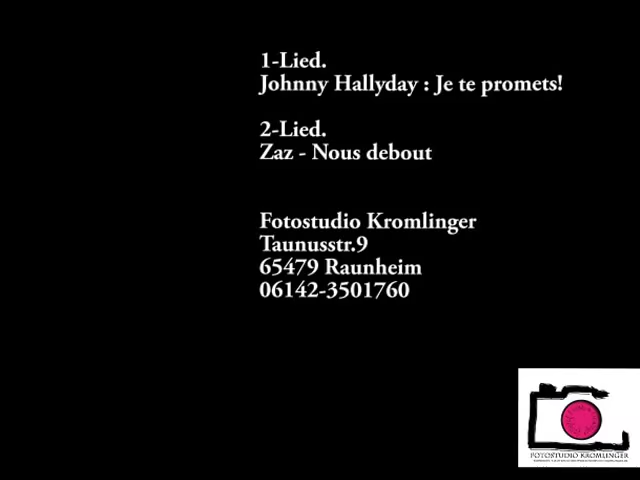 1-Lied.
Johnny Hallyday : Je te promets!
2-Lied.
Zaz - Nous debout
Fotostudio Kromlinger
Taunusstr.9
65479 Raunheim
06142-3501760
FOTOSTUDIO KROMLINGER